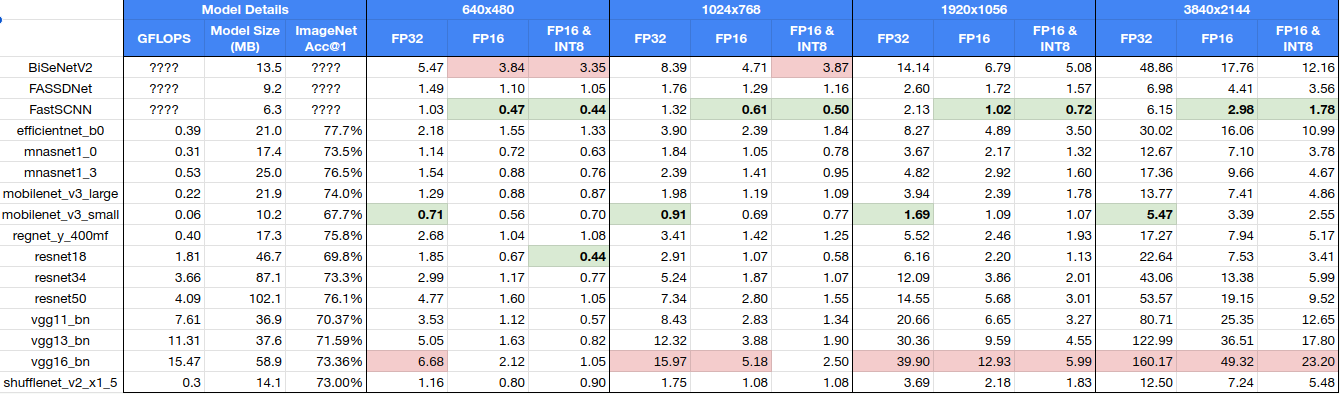 Model Details 640x480 1024x768 1920x1056 3840x2144
GFLOPS Model Size (MB) ImageNet Acc@1 FP32 FP16 FP16 & INT8 FP32 FP16 FP16 & INT8 FP32 FP16 FP16 & INT8 FP32 FP16 FP16 & INT8
BiSeNetV2 ???? 13.5 ???? 5.47 3.84 3.35 8.39 4.71 3.87 14.14 6.79 5.08 48.86 17.76 12.16
FASSDNet ???? 9.2 ???? 1.49 1.10 1.05 1.76 1.29 1.16 2.60 1.72 1.57 6.98 4.41 3.56
FastSCNN ???? 6.3 ???? 1.03 0.47 0.44 1.32 0.61 0.50 2.13 1.02 0.72 6.15 2.98 1.78
efficientnet_b0 0.39 21.0 77.7% 2.18 1.55 1.33 3.90 2.39 1.84 8.27 4.89 3.50 30.02 16.06 10.99
mnasnet1_0 0.31 17.4 73.5% 1.14 0.72 0.63 1.84 1.05 0.78 3.67 2.17 1.32 12.67 7.10 3.78
mnasnet1_3 0.53 25.0 76.5% 1.54 0.88 0.76 2.39 1.41 0.95 4.82 2.92 1.60 17.36 9.66 4.67
mobilenet_v3_large 0.22 21.9 74.0% 1.29 0.88 0.87 1.98 1.19 1.09 3.94 2.39 1.78 13.77 7.41 4.86
mobilenet_v3_small 0.06 10.2 67.7% 0.71 0.56 0.70 0.91 0.69 0.77 1.69 1.09 1.07 5.47 3.39 2.55
regnet_y_400mf 0.40 17.3 75.8% 2.68 1.04 1.08 3.41 1.42 1.25 5.52 2.46 1.93 17.27 7.94 5.17
resnet18 1.81 46.7 69.8% 1.85 0.67 0.44 2.91 1.07 0.58 6.16 2.20 1.13 22.64 7.53 3.41
resnet34 3.66 87.1 73.3% 2.99 1.17 0.77 5.24 1.87 1.07 12.09 3.86 2.01 43.06 13.38 5.99
resnet50 4.09 102.1 76.1% 4.77 1.60 1.05 7.34 2.80 1.55 14.55 5.68 3.01 53.57 19.15 9.52
vgg11_bn 7.61 36.9 70.37% 3.53 1.12 0.57 8.43 2.83 1.34 20.66 6.65 3.27 80.71 25.35 12.65
vgg13_bn 11.31 37.6 71.59% 5.05 1.63 0.82 12.32 3.88 1.90 30.36 9.59 4.55 122.99 36.51 17.80
vgg16_bn 15.47 58.9 73.36% 6.68 2.12 1.05 15.97 5.18 2.50 39.90 12.93 5.99 160.17 49.32 23.20
shufflenet_v2_x1_5 0.3 14.1 73.00% 1.16 0.80 0.90 1.75 1.08 1.08 3.69 2.18 1.83 12.50 7.24 5.48